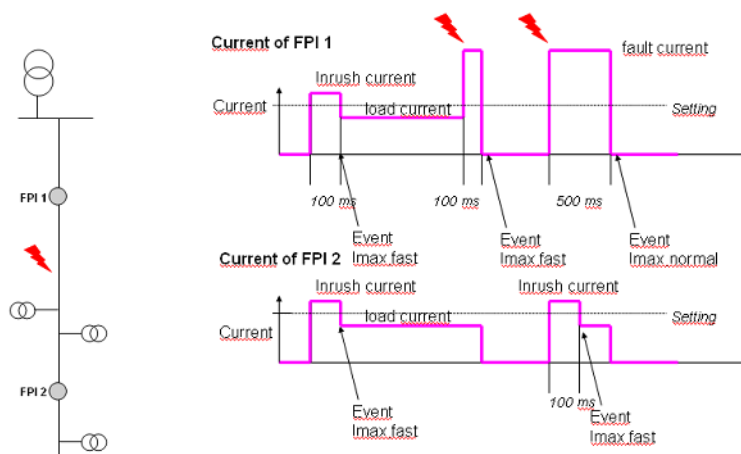 Current of FPI 1
fault current
Inrush current
Current
load current
Setting
FPI 1
100 ms
100 ms
500 ms
Event
Imax fast
Event
Imax fast
Event
Imax normal
Current of FPI 2
Inrush current
Inrush current
load current
Setting
Current
FPI 2
100 ms
Event
Imax fast
Event
Imax fast